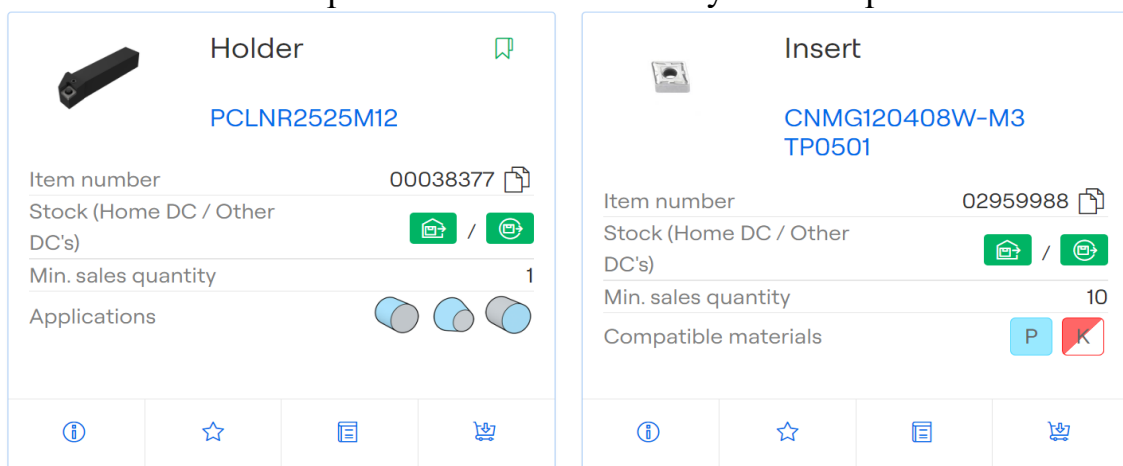 Holder
PCLNR2525M12
Item number 00038377
Stock (Home DC / Other
DC's) /
Min. sales quantity 1
Applications
Insert
CNMG120408W-M3
TP0501
Item number 02959988
Stock (Home DC / Other
DC's) /
Min. sales quantity 10
Compatible materials P K